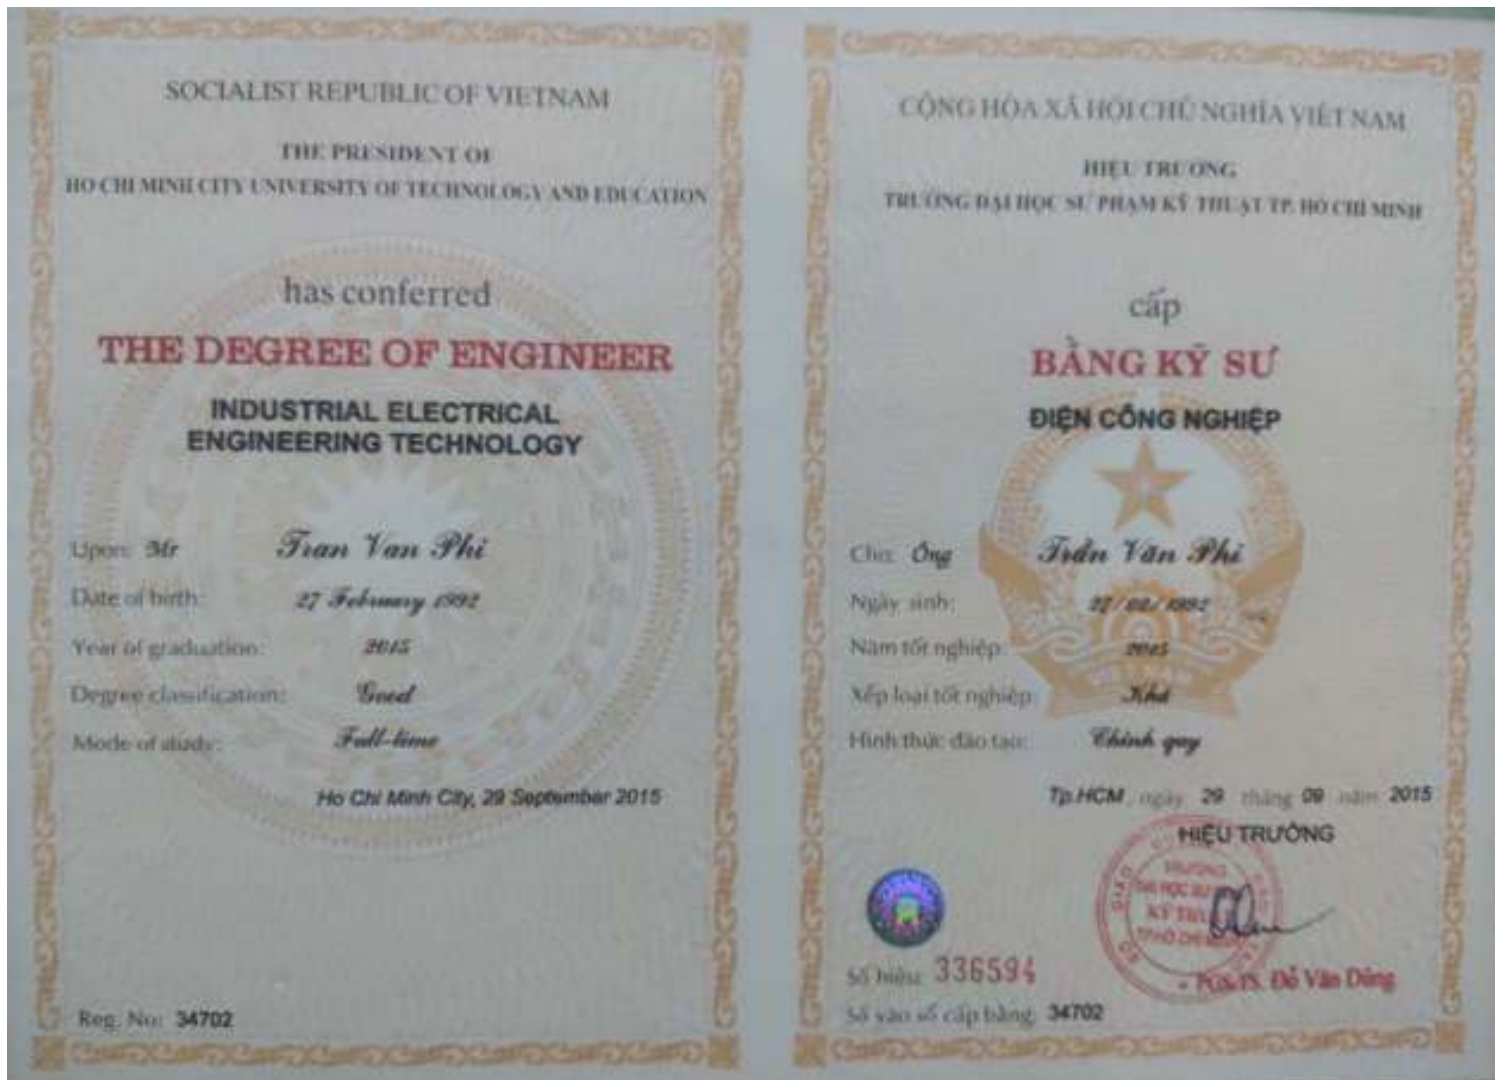 SOCIALIST REPUBLIC OF VIETNAM
THE PRESIDENT OF
HO CHI MINH CITY UNIVERSITY OF TECHNOLOGY AND EDUCATION
has conferred
THE DEGREE OF ENGINEER
INDUSTRIAL ELECTRICAL
ENGINEERING TECHNOLOGY
Upon: Mr Tran Van Phi
Date of birth: 27 February 1992
Year of graduation: 2015
Degree classification: Good
Mode of study: Full-time
Ho Chi Minh City, 29 September 2015
Reg. No: 34702
CỘNG HÒA XÃ HỘI CHỦ NGHĨA VIỆT NAM
HIỆU TRƯỞNG
TRƯỜNG ĐẠI HỌC SƯ PHẠM KỸ THUẬT TP. HỒ CHÍ MINH
cấp
BẰNG KỸ SƯ
ĐIỆN CÔNG NGHIỆP
Cho: Ông Trần Văn Phi
Ngày sinh: 27/02/1992
Năm tốt nghiệp: 2015
Xếp loại tốt nghiệp: Khá
Hình thức đào tạo: Chính quy
Tp.HCM, ngày 29 tháng 09 năm 2015
HIỆU TRƯỞNG
Số hiệu: 336594
PGS.TS. Đỗ Văn Dũng
Số vào sổ cấp bằng: 34702